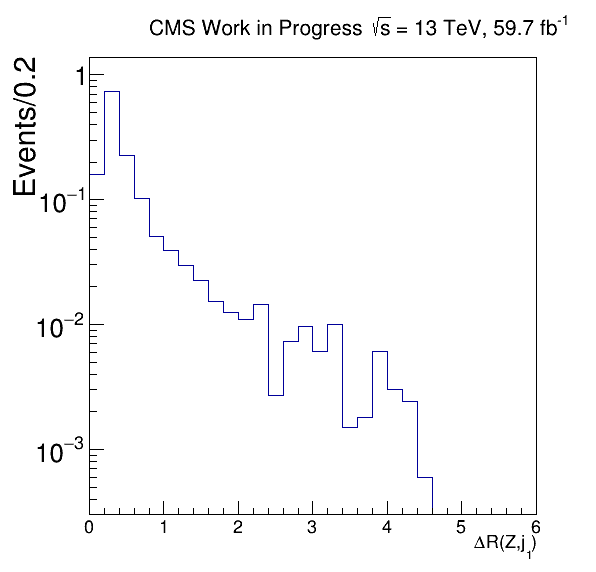 CMS Work in Progress √s = 13 TeV, 59.7 fb⁻¹
Events/0.2
1
10⁻¹
10⁻²
10⁻³
0 1 2 3 4 5 6
ΔR(Z,j₁)